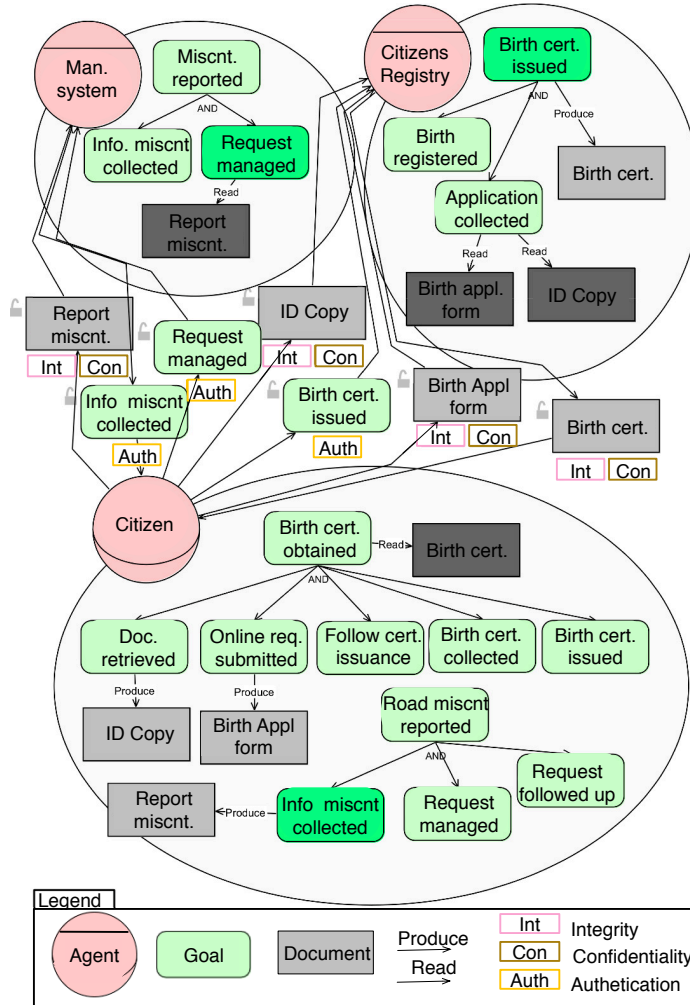 Man.
system
Miscnt.
reported
AND
Info. miscnt
collected
Request
managed
Read
Report
miscnt.
Citizens
Registry
Birth cert.
issued
AND
Produce
Birth
registered
Birth cert.
Application
collected
Read
Read
Birth appl.
form
ID Copy
Report
miscnt.
Int
Con
Info miscnt
collected
Auth
Request
managed
Auth
ID Copy
Int
Con
Birth cert.
issued
Auth
Birth Appl
form
Int
Con
Birth cert.
Int
Con
Citizen
Birth cert.
obtained
Read
Birth cert.
AND
Doc.
retrieved
Online req.
submitted
Follow cert.
issuance
Birth cert.
collected
Birth cert.
issued
Produce
Produce
ID Copy
Birth Appl
form
Road miscnt
reported
AND
Report
miscnt.
Produce
Info miscnt
collected
Request
managed
Request
followed up
Legend
Agent
Goal
Document
Produce
Read
Int
Integrity
Con
Confidentiality
Auth
Authetication